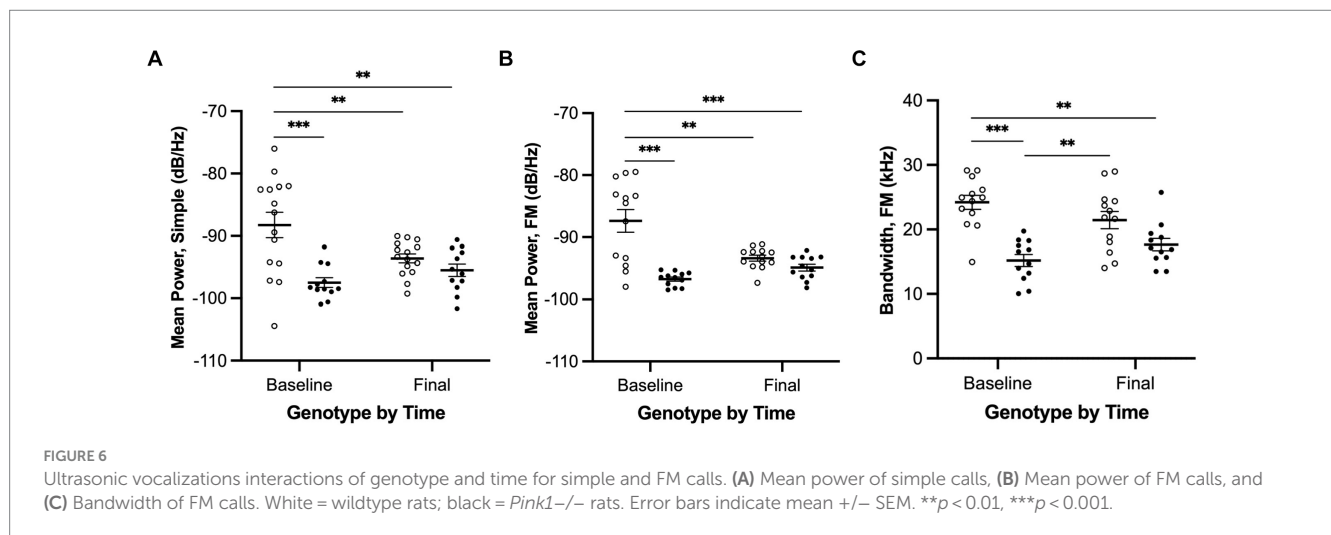 A
B
C
**
**
***
Mean Power, Simple (dB/Hz)
-70
-80
-90
-100
-110
Baseline
Final
Genotype by Time
***
**
***
Mean Power, FM (dB/Hz)
-70
-80
-90
-100
-110
Baseline
Final
Genotype by Time
**
***
**
Bandwidth, FM (kHz)
40
30
20
10
0
Baseline
Final
Genotype by Time
FIGURE 6
Ultrasonic vocalizations interactions of genotype and time for simple and FM calls. (A) Mean power of simple calls, (B) Mean power of FM calls, and
(C) Bandwidth of FM calls. White = wildtype rats; black = Pink1−/− rats. Error bars indicate mean +/− SEM. **p < 0.01, ***p < 0.001.